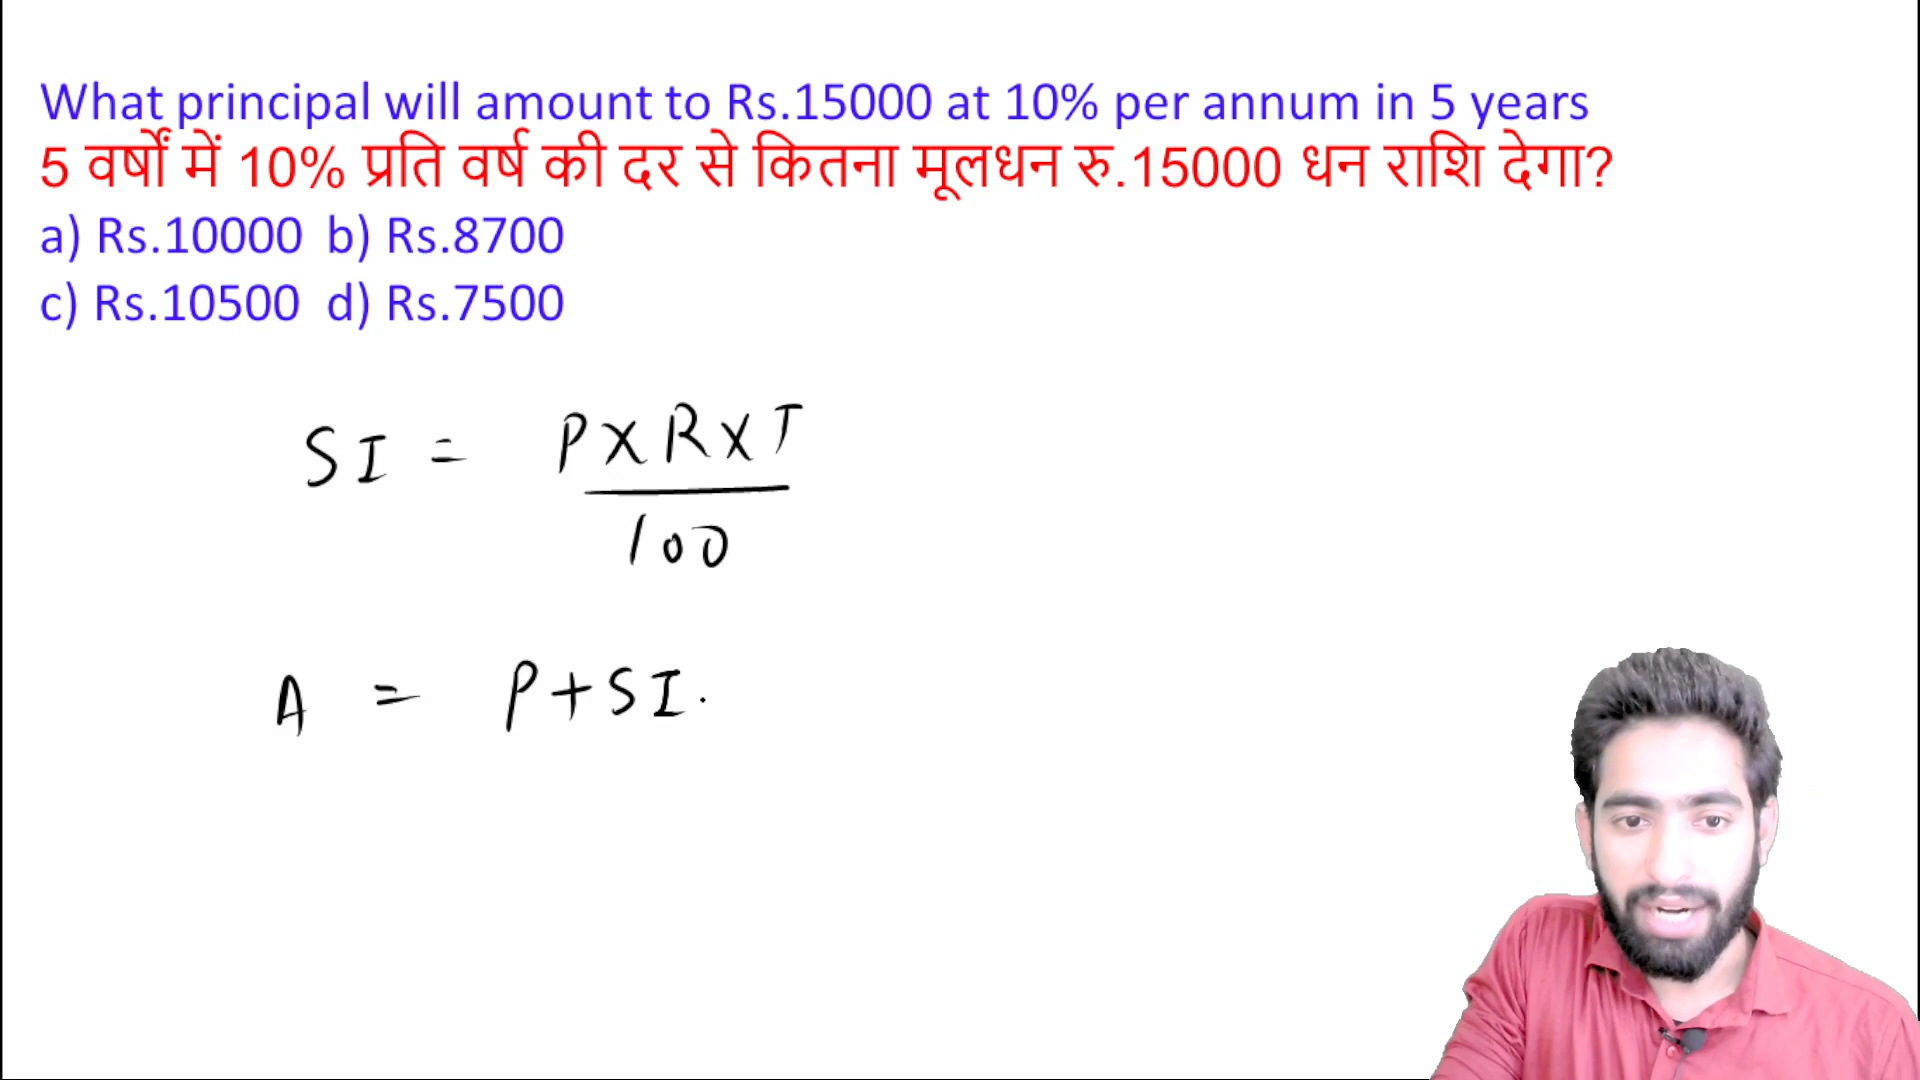 What principal will amount to Rs.15000 at 10% per annum in 5 years
5 वर्षों में 10% प्रति वर्ष की दर से कितना मूलधन रु.15000 धन राशि देगा?
a) Rs.10000 b) Rs.8700
c) Rs.10500 d) Rs.7500
SI = P X R X T
100
A = P + SI.